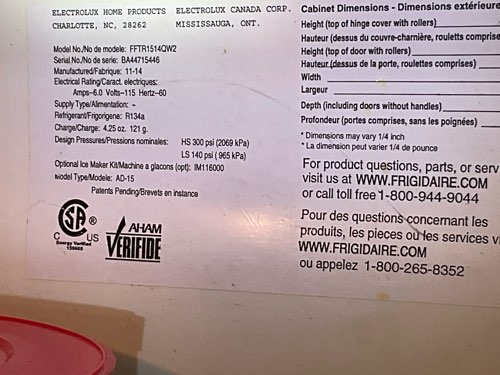 ELECTROLUX HOME PRODUCTS ELECTROLUX CANADA CORP.
CHARLOTTE, NC, 28262 MISSISSAUGA, ONT.
Model No./No de modele: FFTR1514QW2
Serial No./No de serie: BA44715446
Manufactured/Fabrique: 11-14
Electrical Rating/Caract. electriques:
Amps-6.0 Volts-115 Hertz-60
Supply Type/Alimentation: ~
Refrigerant/Frigorigene: R134a
Charge/Charge: 4.25 oz. 121 g.
Design Pressures/Pressions nominales: HS 300 psi (2069 kPa)
LS 140 psi ( 965 kPa)
Optional Ice Maker Kit/Machine a glacons (opt): IM116000
Model Type/Modele: AD-15
Patents Pending/Brevets en instance
CSA ®
C US
Energy Verified
159660
AHAM
VERIFIDE
Cabinet Dimensions - Dimensions extérieure
Height (top of hinge cover with rollers)
Hauteur (dessus du couvre-charnière, roulettes comprise
Height (top of door with rollers)
Hauteur (dessus de la porte, roulettes comprises)
Width
Largeur
Depth (including doors without handles)
Profondeur (portes comprises, sans les poignées)
* Dimensions may vary 1/4 inch
* La dimension peut varier 1/4 de pounce
For product questions, parts, or serv
visit us at WWW.FRIGIDAIRE.COM
or call toll free 1-800-944-9044
Pour des questions concernant les
produits, les pieces ou les services v
WWW.FRIGIDAIRE.COM
ou appelez 1-800-265-8352